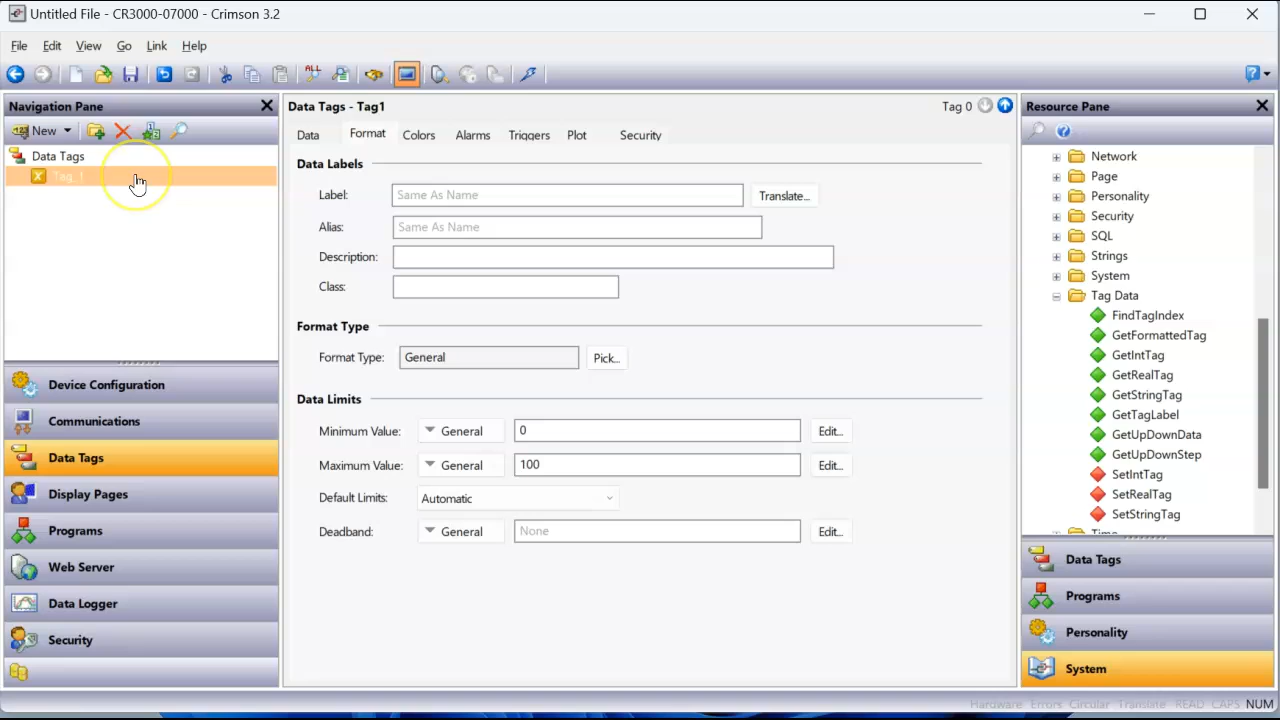 Untitled File - CR3000-07000 - Crimson 3.2
File Edit View Go Link Help
Navigation Pane
New
Data Tags
Tag 1
Device Configuration
Communications
Data Tags
Display Pages
Programs
Web Server
Data Logger
Security
Data Tags - Tag1
Tag 0
Data Format Colors Alarms Triggers Plot Security
Data Labels
Label: Same As Name Translate...
Alias: Same As Name
Description:
Class:
Format Type
Format Type: General Pick...
Data Limits
Minimum Value: General 0 Edit...
Maximum Value: General 100 Edit...
Default Limits: Automatic
Deadband: General None Edit...
Resource Pane
Network
Page
Personality
Security
SQL
Strings
System
Tag Data
FindTagIndex
GetFormattedTag
GetIntTag
GetRealTag
GetStringTag
GetTagLabel
GetUpDownData
GetUpDownStep
SetIntTag
SetRealTag
SetStringTag
Time
Data Tags
Programs
Personality
System
Hardware Errors Circular Translate READ CAPS NUM